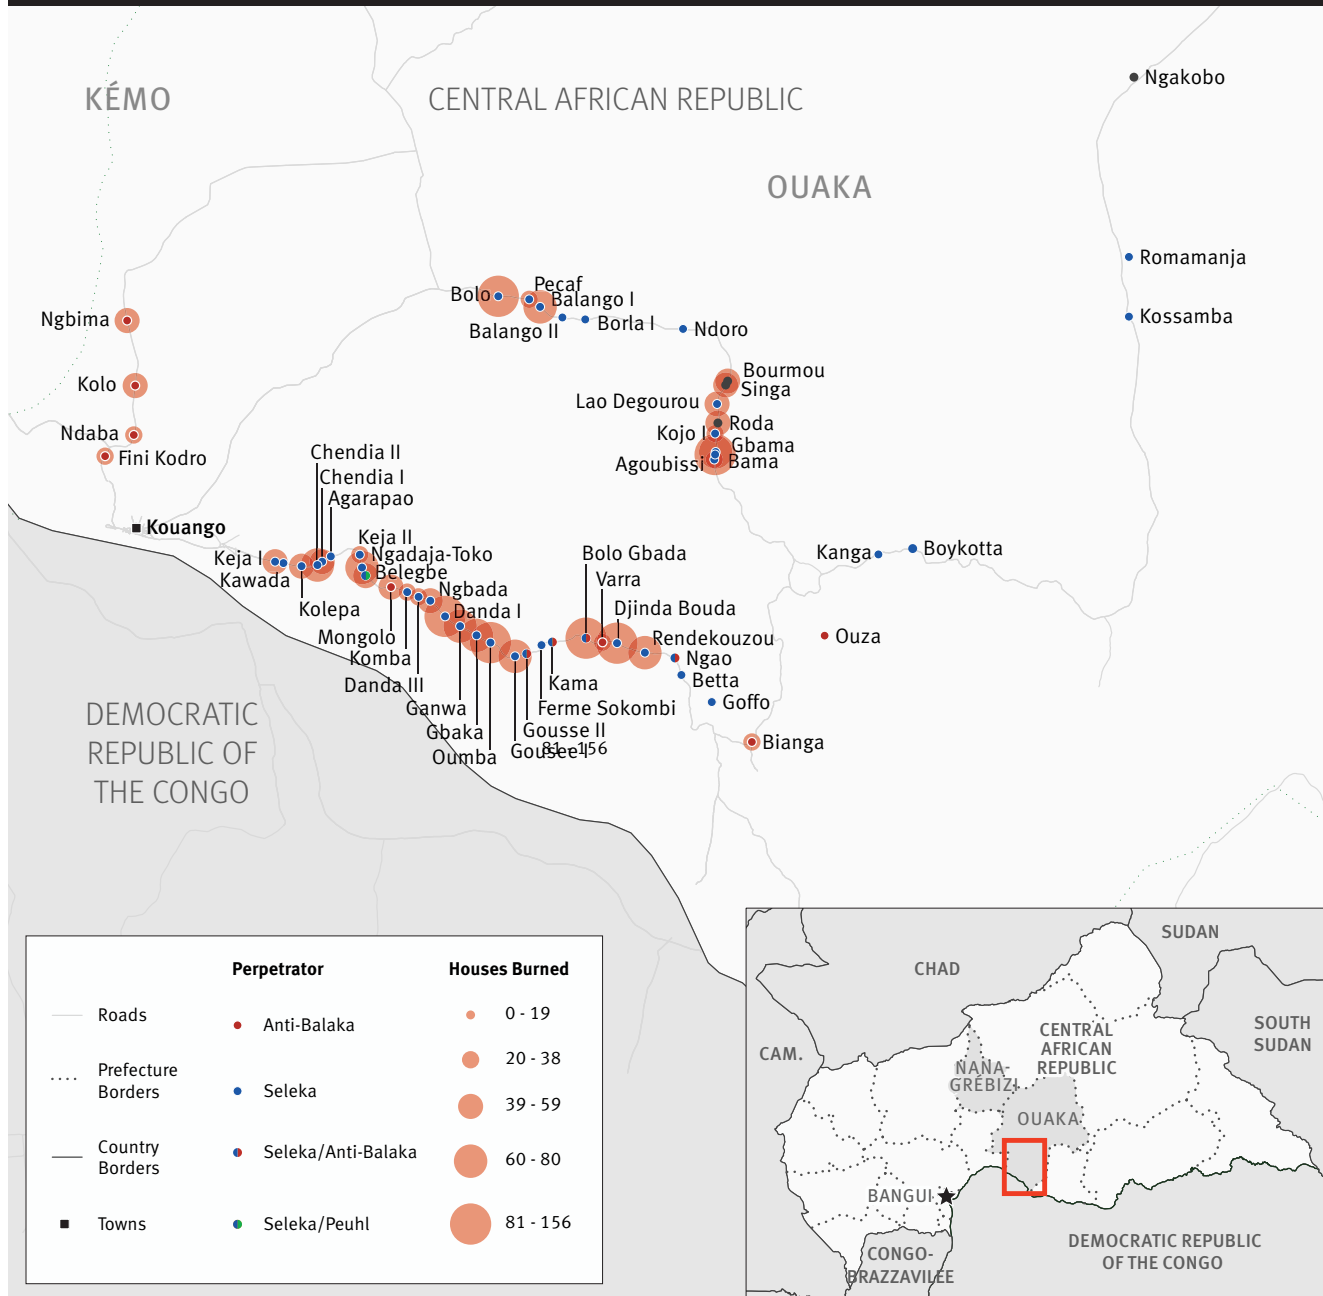 Ngakobo
KÉMO
CENTRAL AFRICAN REPUBLIC
OUAKA
Romamanja
Pecaf
Bolo
Balango I
Kossamba
Ngbima
Borla I
Balango II
Ndoro
Bourmou
Kolo
Singa
Lao Degourou
Roda
Ndaba
Kojo I
Gbama
Chendia II
Fini Kodro
Agoubissi
Bama
Chendia I
Agarapao
Kouango
Keja II
Boykotta
Keja I
Ngadaja-Toko
Bolo Gbada
Kanga
Kawada
Belegbe
Varra
Ngbada
Kolepa
Danda I
Djinda Bouda
Mongolo
Rendekouzou
Ouza
Komba
Ngao
Danda III
Kama
Betta
Ganwa
Ferme Sokombi
Goffo
Gbaka
Gousse II
Oumba
Gousee I
81 - 156
Bianga
DEMOCRATIC
REPUBLIC OF
THE CONGO
Perpetrator
Houses Burned
Roads
Prefecture
Borders
Country
Borders
Towns
Anti-Balaka
Seleka
Seleka/Anti-Balaka
Seleka/Peuhl
0 - 19
20 - 38
39 - 59
60 - 80
81 - 156
SUDAN
CHAD
SOUTH
SUDAN
CAM.
CENTRAL
AFRICAN
REPUBLIC
NANA-
GRÉBIZI
OUAKA
BANGUI
DEMOCRATIC REPUBLIC
OF THE CONGO
CONGO-
BRAZZAVILEE